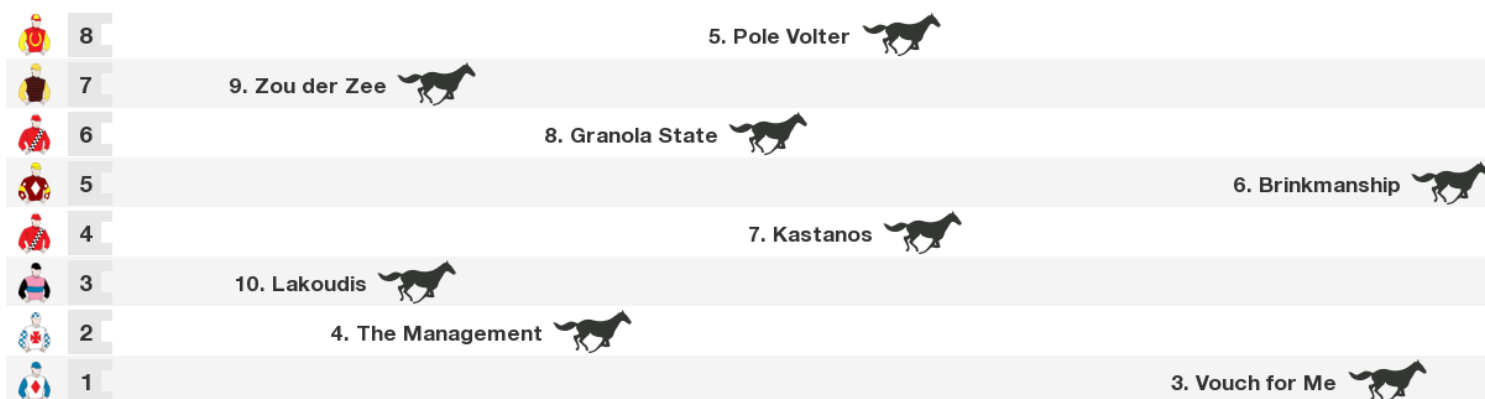 8 5. Pole Volter
7 9. Zou der Zee
6 8. Granola State
5 6. Brinkmanship
4 7. Kastanos
3 10. Lakoudis
2 4. The Management
1 3. Vouch for Me